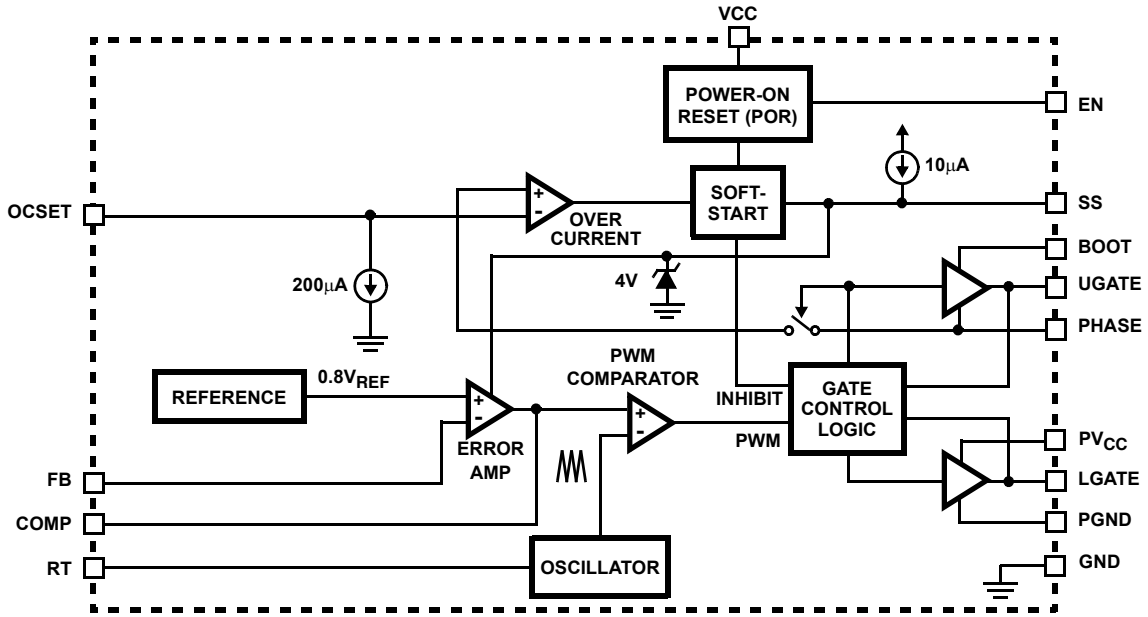 VCC
POWER-ON
RESET (POR)
EN
10µA
OCSET
+
-
OVER
CURRENT
SOFT-
START
SS
BOOT
200µA
4V
UGATE
PHASE
PWM
COMPARATOR
REFERENCE
0.8VREF
+
-
ERROR
AMP
+
-
INHIBIT
PWM
GATE
CONTROL
LOGIC
PVCC
FB
LGATE
COMP
PGND
RT
OSCILLATOR
GND